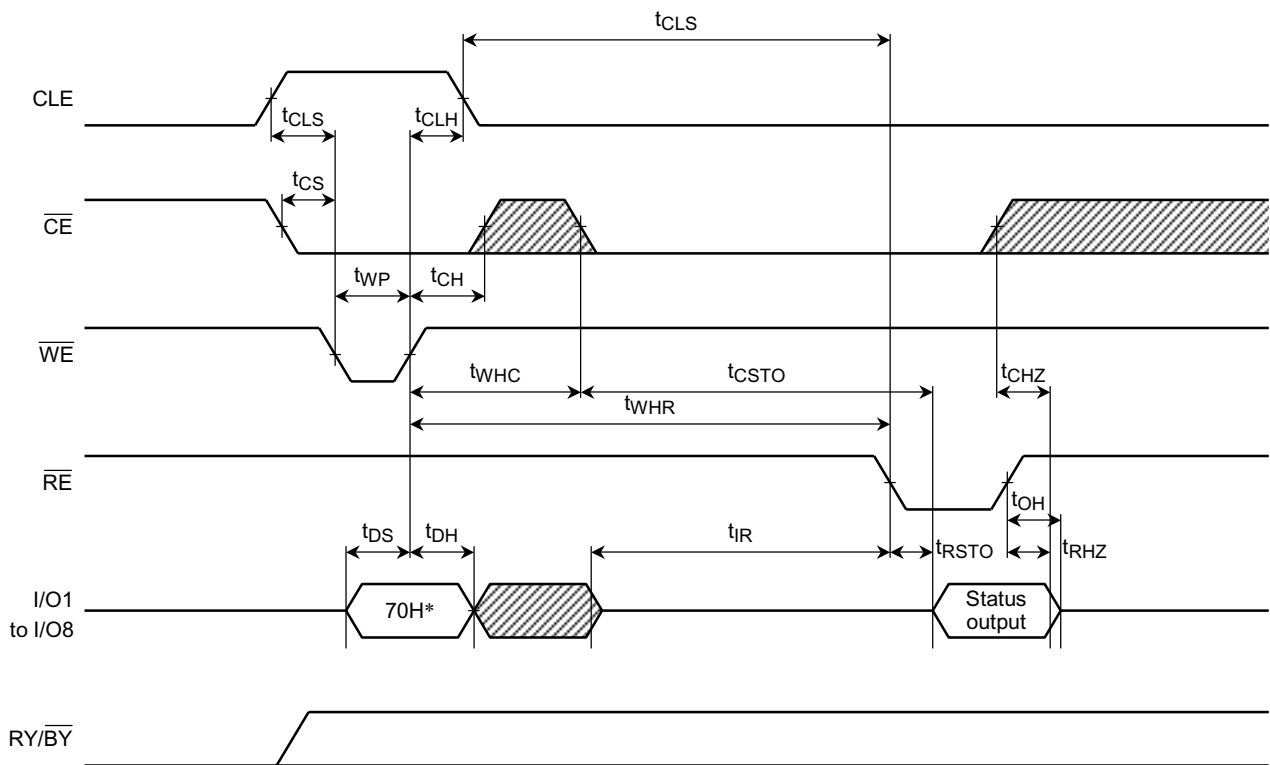 tCLS
CLE
tCLS
tCLH
tCS
CE
tWP
tCH
WE
tWHC
tCSTO
tCHZ
tWHR
RE
tOH
tDS
tDH
tIR
tRSTO
tRHZ
I/O1
to I/O8
70H*
Status
output
RY/BY